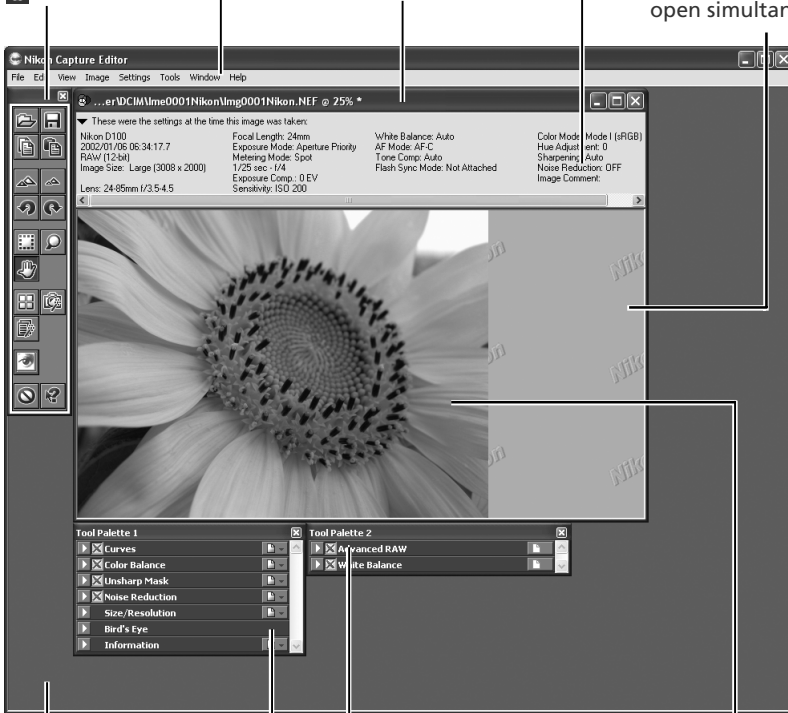 open simultan
Nikon Capture Editor
File Edit View Image Settings Tools Window Help
...er\DCIM\Ime0001Nikon\Img0001Nikon.NEF @ 25% *
These were the settings at the time this image was taken:
Nikon D100
2002/01/06 06:34:17.7
RAW (12-bit)
Image Size: Large (3008 x 2000)
Lens: 24-85mm f/3.5-4.5
Focal Length: 24mm
Exposure Mode: Aperture Priority
Metering Mode: Spot
1/25 sec - f/4
Exposure Comp.: 0 EV
Sensitivity: ISO 200
White Balance: Auto
AF Mode: AF-C
Tone Comp: Auto
Flash Sync Mode: Not Attached
Color Mode: Mode I (sRGB)
Hue Adjustment: 0
Sharpening: Auto
Noise Reduction: OFF
Image Comment:
Nik
Nik
Nik
Tool Palette 1
Curves
Color Balance
Unsharp Mask
Noise Reduction
Size/Resolution
Bird's Eye
Information
Tool Palette 2
Advanced RAW
White Balance